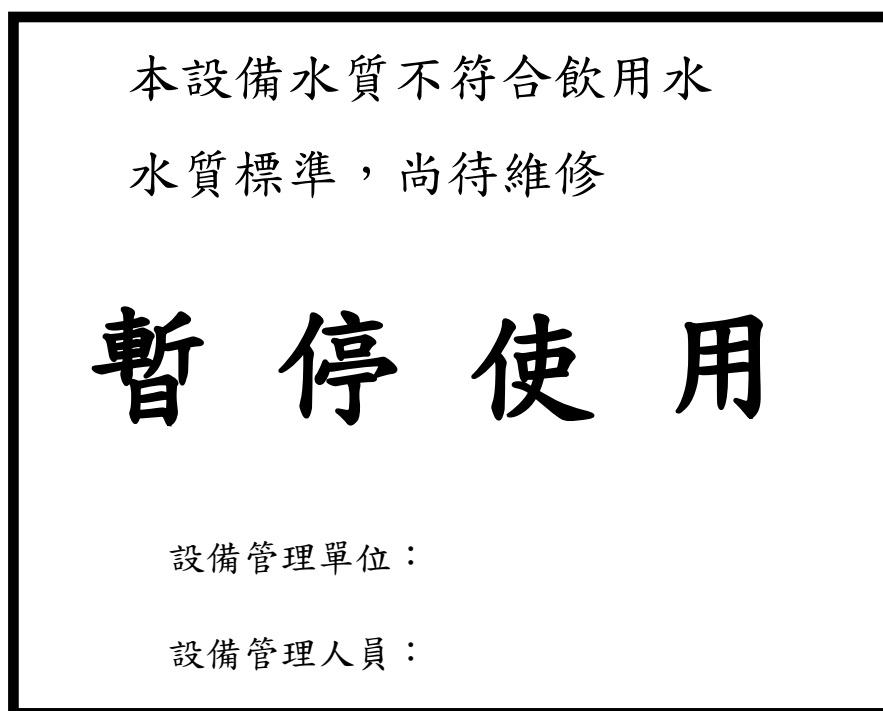 本設備水質不符合飲用水
水質標準，尚待維修
暫停使用
設備管理單位：
設備管理人員：